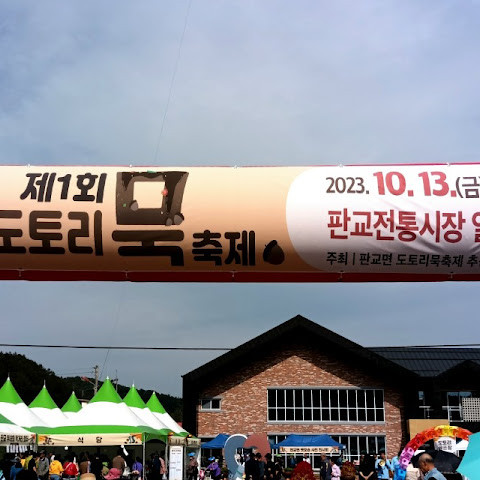 제1회
도토리묵축제
2023. 10. 13.(금)
판교전통시장 일
주최 | 판교면 도토리묵축제 추
식 당